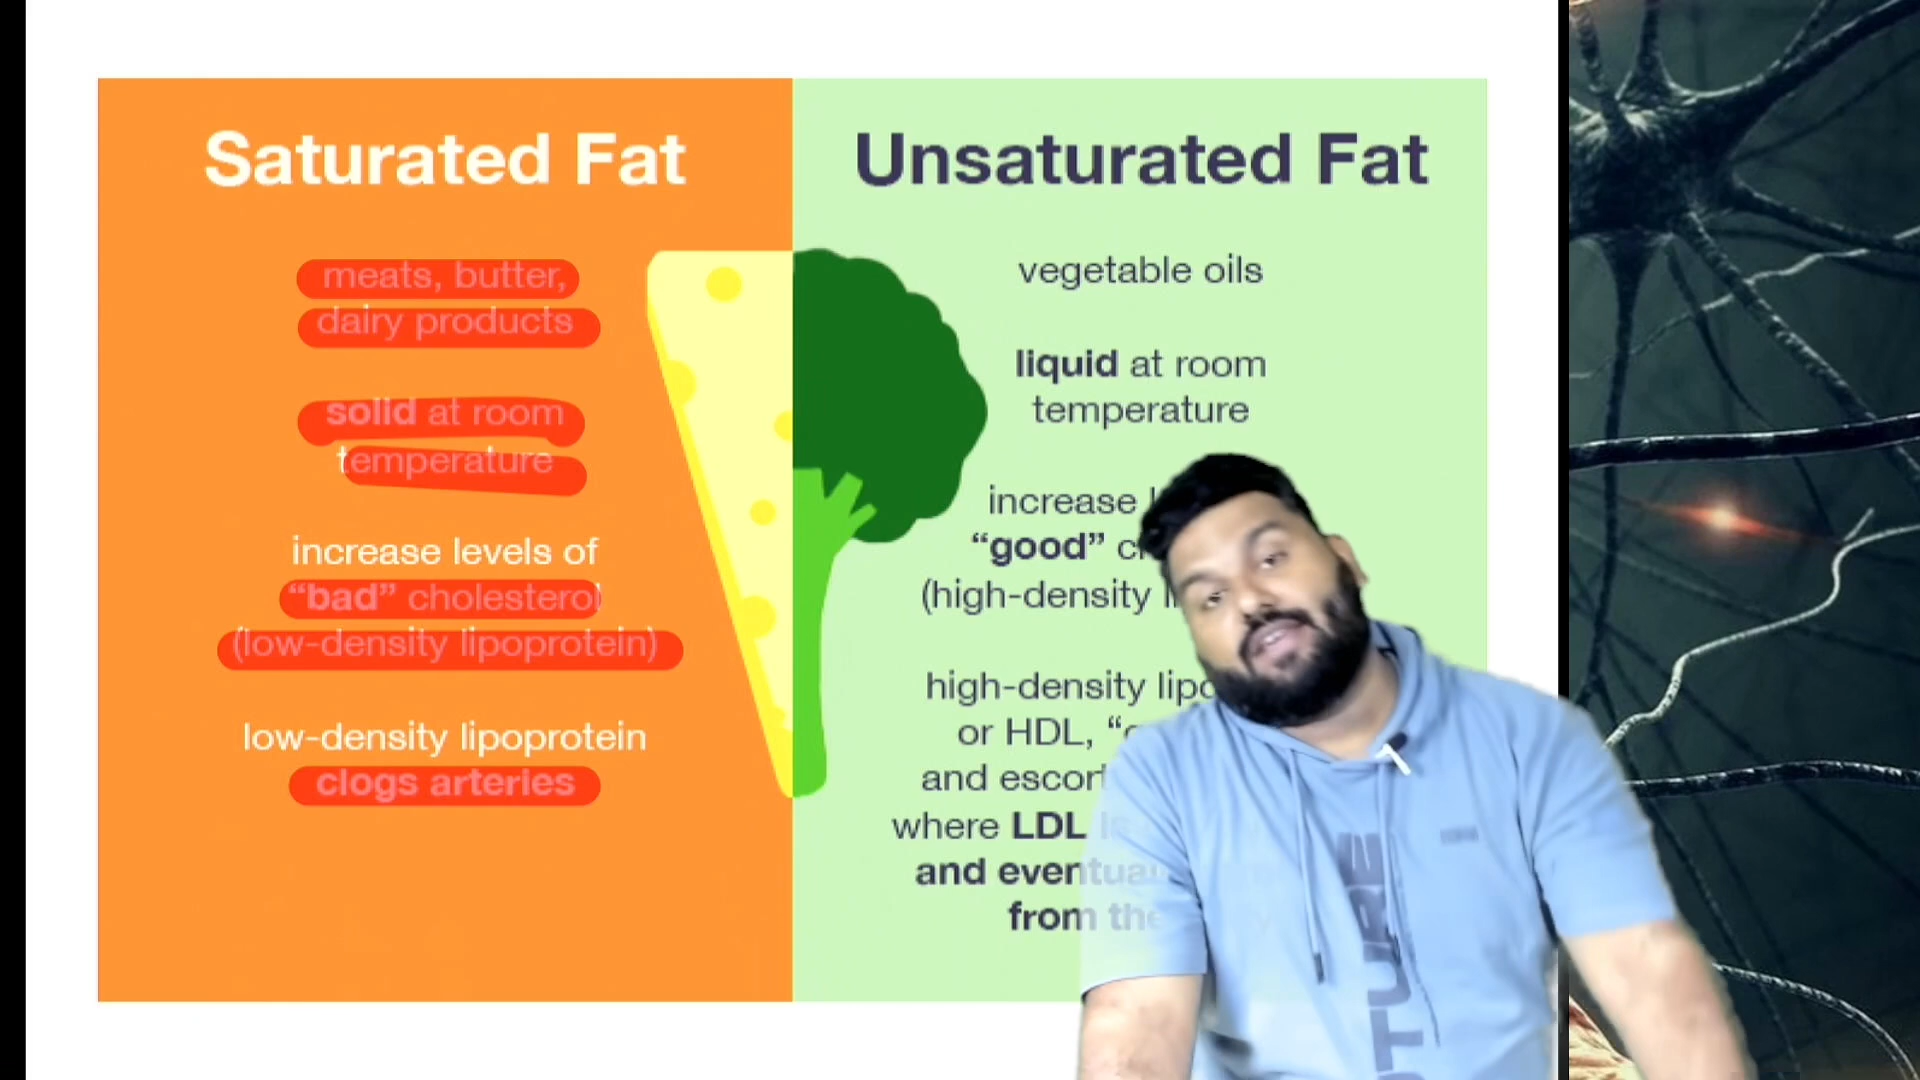 Saturated Fat
meats, butter,
dairy products
solid at room
temperature
increase levels of
“bad” cholesterol
(low-density lipoprotein)
low-density lipoprotein
clogs arteries
Unsaturated Fat
vegetable oils
liquid at room
temperature
increase
“good”
(high-density
high-density
or HDL,
and escort
where LDL
and
from the